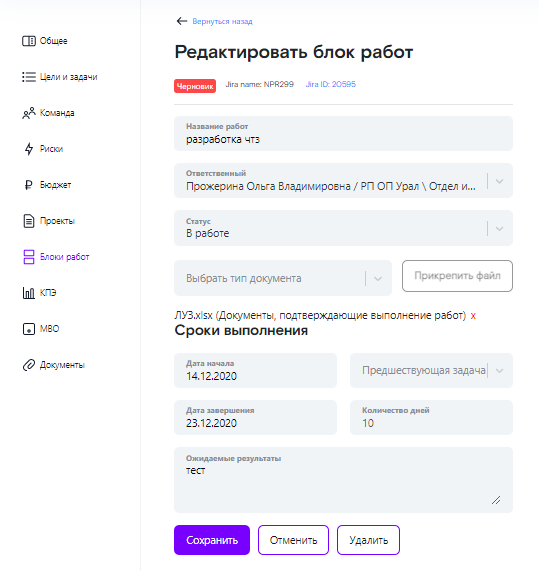 Вернуться назад
Редактировать блок работ
Черновик Jira name: NPR299 Jira ID: 20595
Общее
Цели и задачи
Команда
Риски
Бюджет
Проекты
Блоки работ
КПЭ
МВО
Документы
Название работ
разработка чтз
Ответственный
Прожерина Ольга Владимировна / РП ОП Урал \ Отдел и...
Статус
В работе
Выбрать тип документа Прикрепить файл
ЛУЗ.xlsx (Документы, подтверждающие выполнение работ) x
Сроки выполнения
Дата начала
14.12.2020 Предшествующая задача
Дата завершения Количество дней
23.12.2020 10
Ожидаемые результаты
тест
Сохранить Отменить Удалить